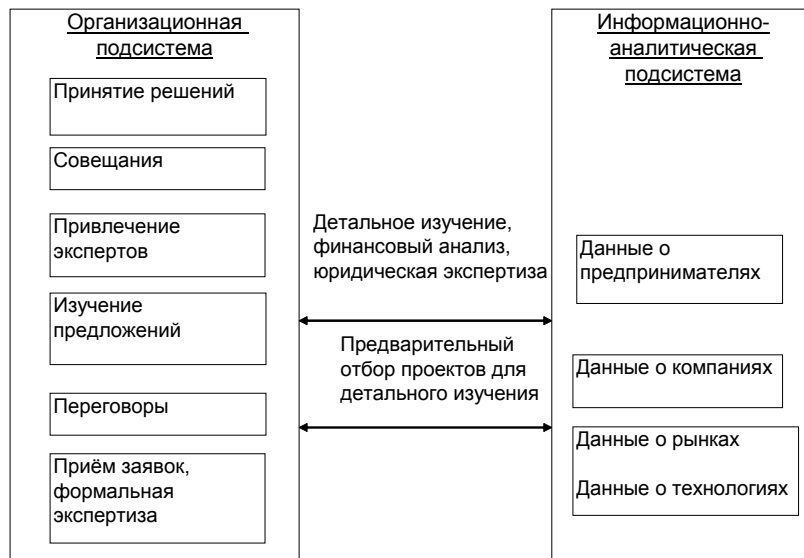 Организационная
подсистема
Принятие решений
Совещания
Привлечение
экспертов
Изучение
предложений
Переговоры
Приём заявок,
формальная
экспертиза
Детальное изучение,
финансовый анализ,
юридическая экспертиза
Предварительный
отбор проектов для
детального изучения
Информационно-
аналитическая
подсистема
Данные о
предпринимателях
Данные о компаниях
Данные о рынках
Данные о технологиях